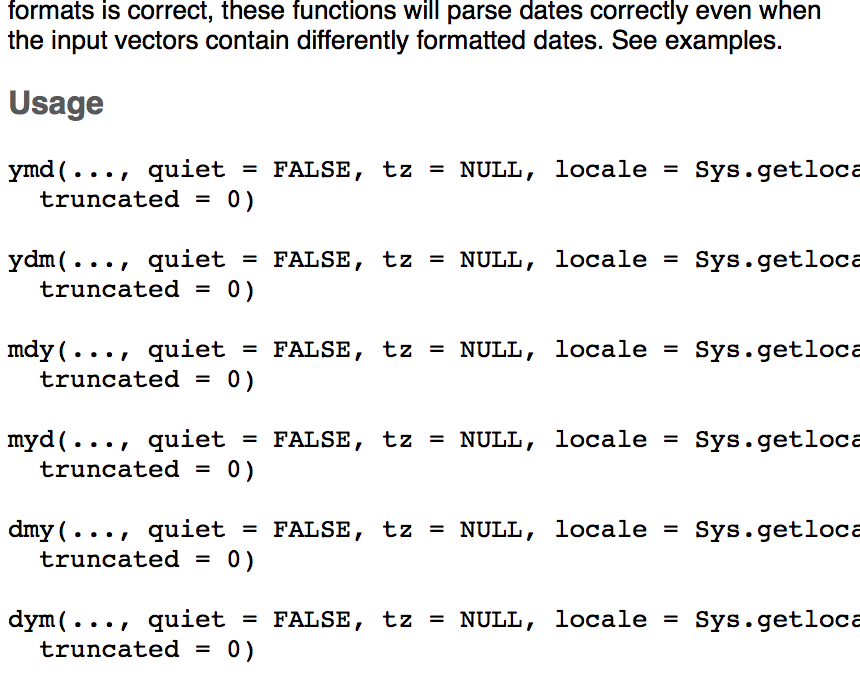 formats is correct, these functions will parse dates correctly even when
the input vectors contain differently formatted dates. See examples.
Usage
ymd(..., quiet = FALSE, tz = NULL, locale = Sys.getloca
truncated = 0)
ydm(..., quiet = FALSE, tz = NULL, locale = Sys.getloca
truncated = 0)
mdy(..., quiet = FALSE, tz = NULL, locale = Sys.getloca
truncated = 0)
myd(..., quiet = FALSE, tz = NULL, locale = Sys.getloca
truncated = 0)
dmy(..., quiet = FALSE, tz = NULL, locale = Sys.getloca
truncated = 0)
dym(..., quiet = FALSE, tz = NULL, locale = Sys.getloca
truncated = 0)